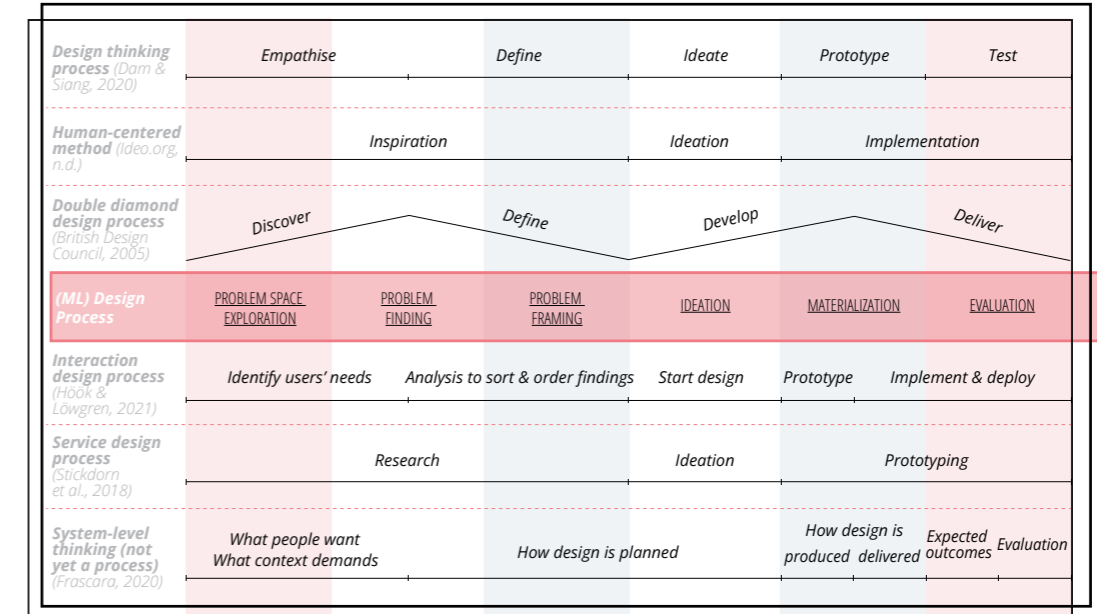 Design thinking
process (Dam &
Siang, 2020)
Empathise
Define
Ideate
Prototype
Test
Human-centered
method (Ideo.org,
n.d.)
Inspiration
Ideation
Implementation
Double diamond
design process
(British Design
Council, 2005)
Discover
Define
Develop
Deliver
(ML) Design
Process
PROBLEM SPACE
EXPLORATION
PROBLEM
FINDING
PROBLEM
FRAMING
IDEATION
MATERIALIZATION
EVALUATION
Interaction
design process
(Höök &
Löwgren, 2021)
Identify users’ needs
Analysis to sort & order findings
Start design
Prototype
Implement & deploy
Service design
process
(Stickdorn
et al., 2018)
Research
Ideation
Prototyping
System-level
thinking (not
yet a process)
(Frascara, 2020)
What people want
What context demands
How design is planned
How design is
produced delivered
Expected
outcomes
Evaluation